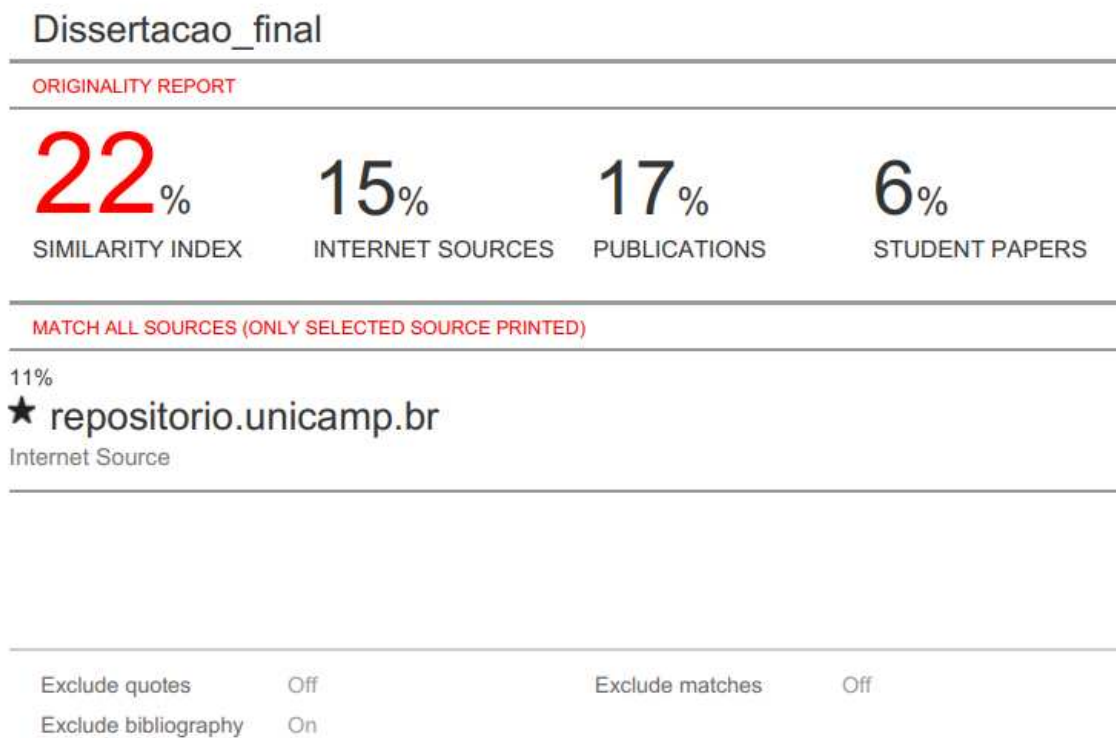 Dissertacao_final
ORIGINALITY REPORT
22% 15% 17% 6%
SIMILARITY INDEX INTERNET SOURCES PUBLICATIONS STUDENT PAPERS
MATCH ALL SOURCES (ONLY SELECTED SOURCE PRINTED)
11%
★ repositorio.unicamp.br
Internet Source
Exclude quotes Off Exclude matches Off
Exclude bibliography On